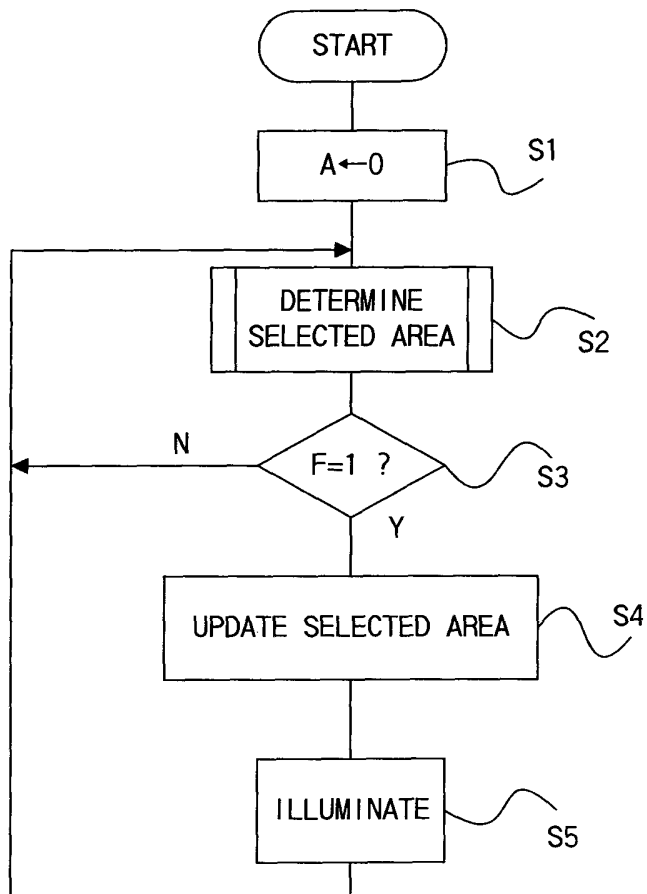 START
A←0
S1
DETERMINE
SELECTED AREA
S2
N
F=1 ?
S3
Y
UPDATE SELECTED AREA
S4
ILLUMINATE
S5